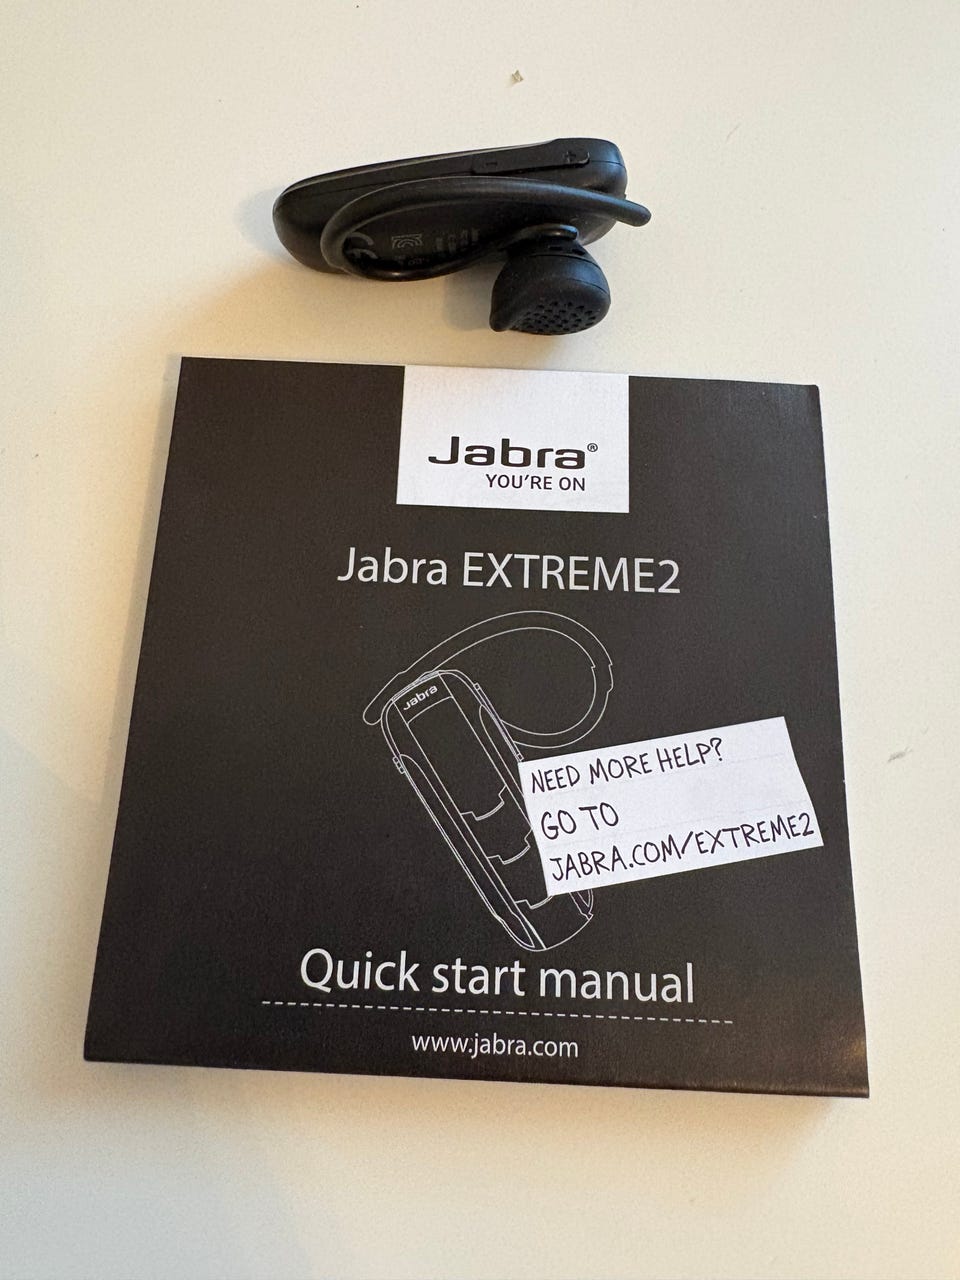 - +
CE
Jabra®
YOU'RE ON
Jabra EXTREME2
Jabra
NEED MORE HELP?
GO TO
JABRA.COM/EXTREME2
Quick start manual
www.jabra.com